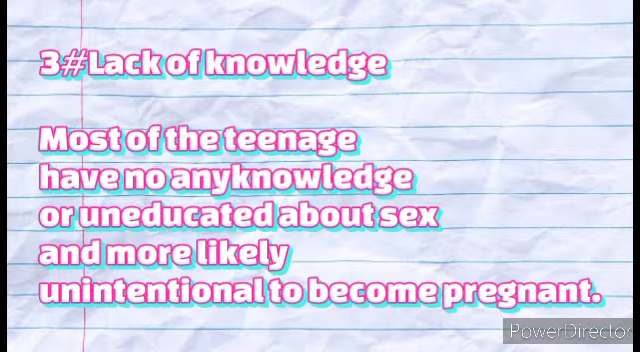 3#Lack of knowledge
Most of the teenage
have no anyknowledge
or uneducated about sex
and more likely
unintentional to become pregnant.
PowerDirector